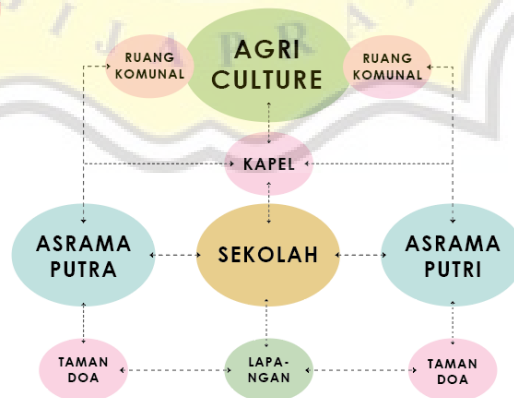 AGRI
CULTURE
RUANG
KOMUNAL
RUANG
KOMUNAL
KAPEL
ASRAMA
PUTRA
SEKOLAH
ASRAMA
PUTRI
TAMAN
DOA
LAPA-
NGAN
TAMAN
DOA